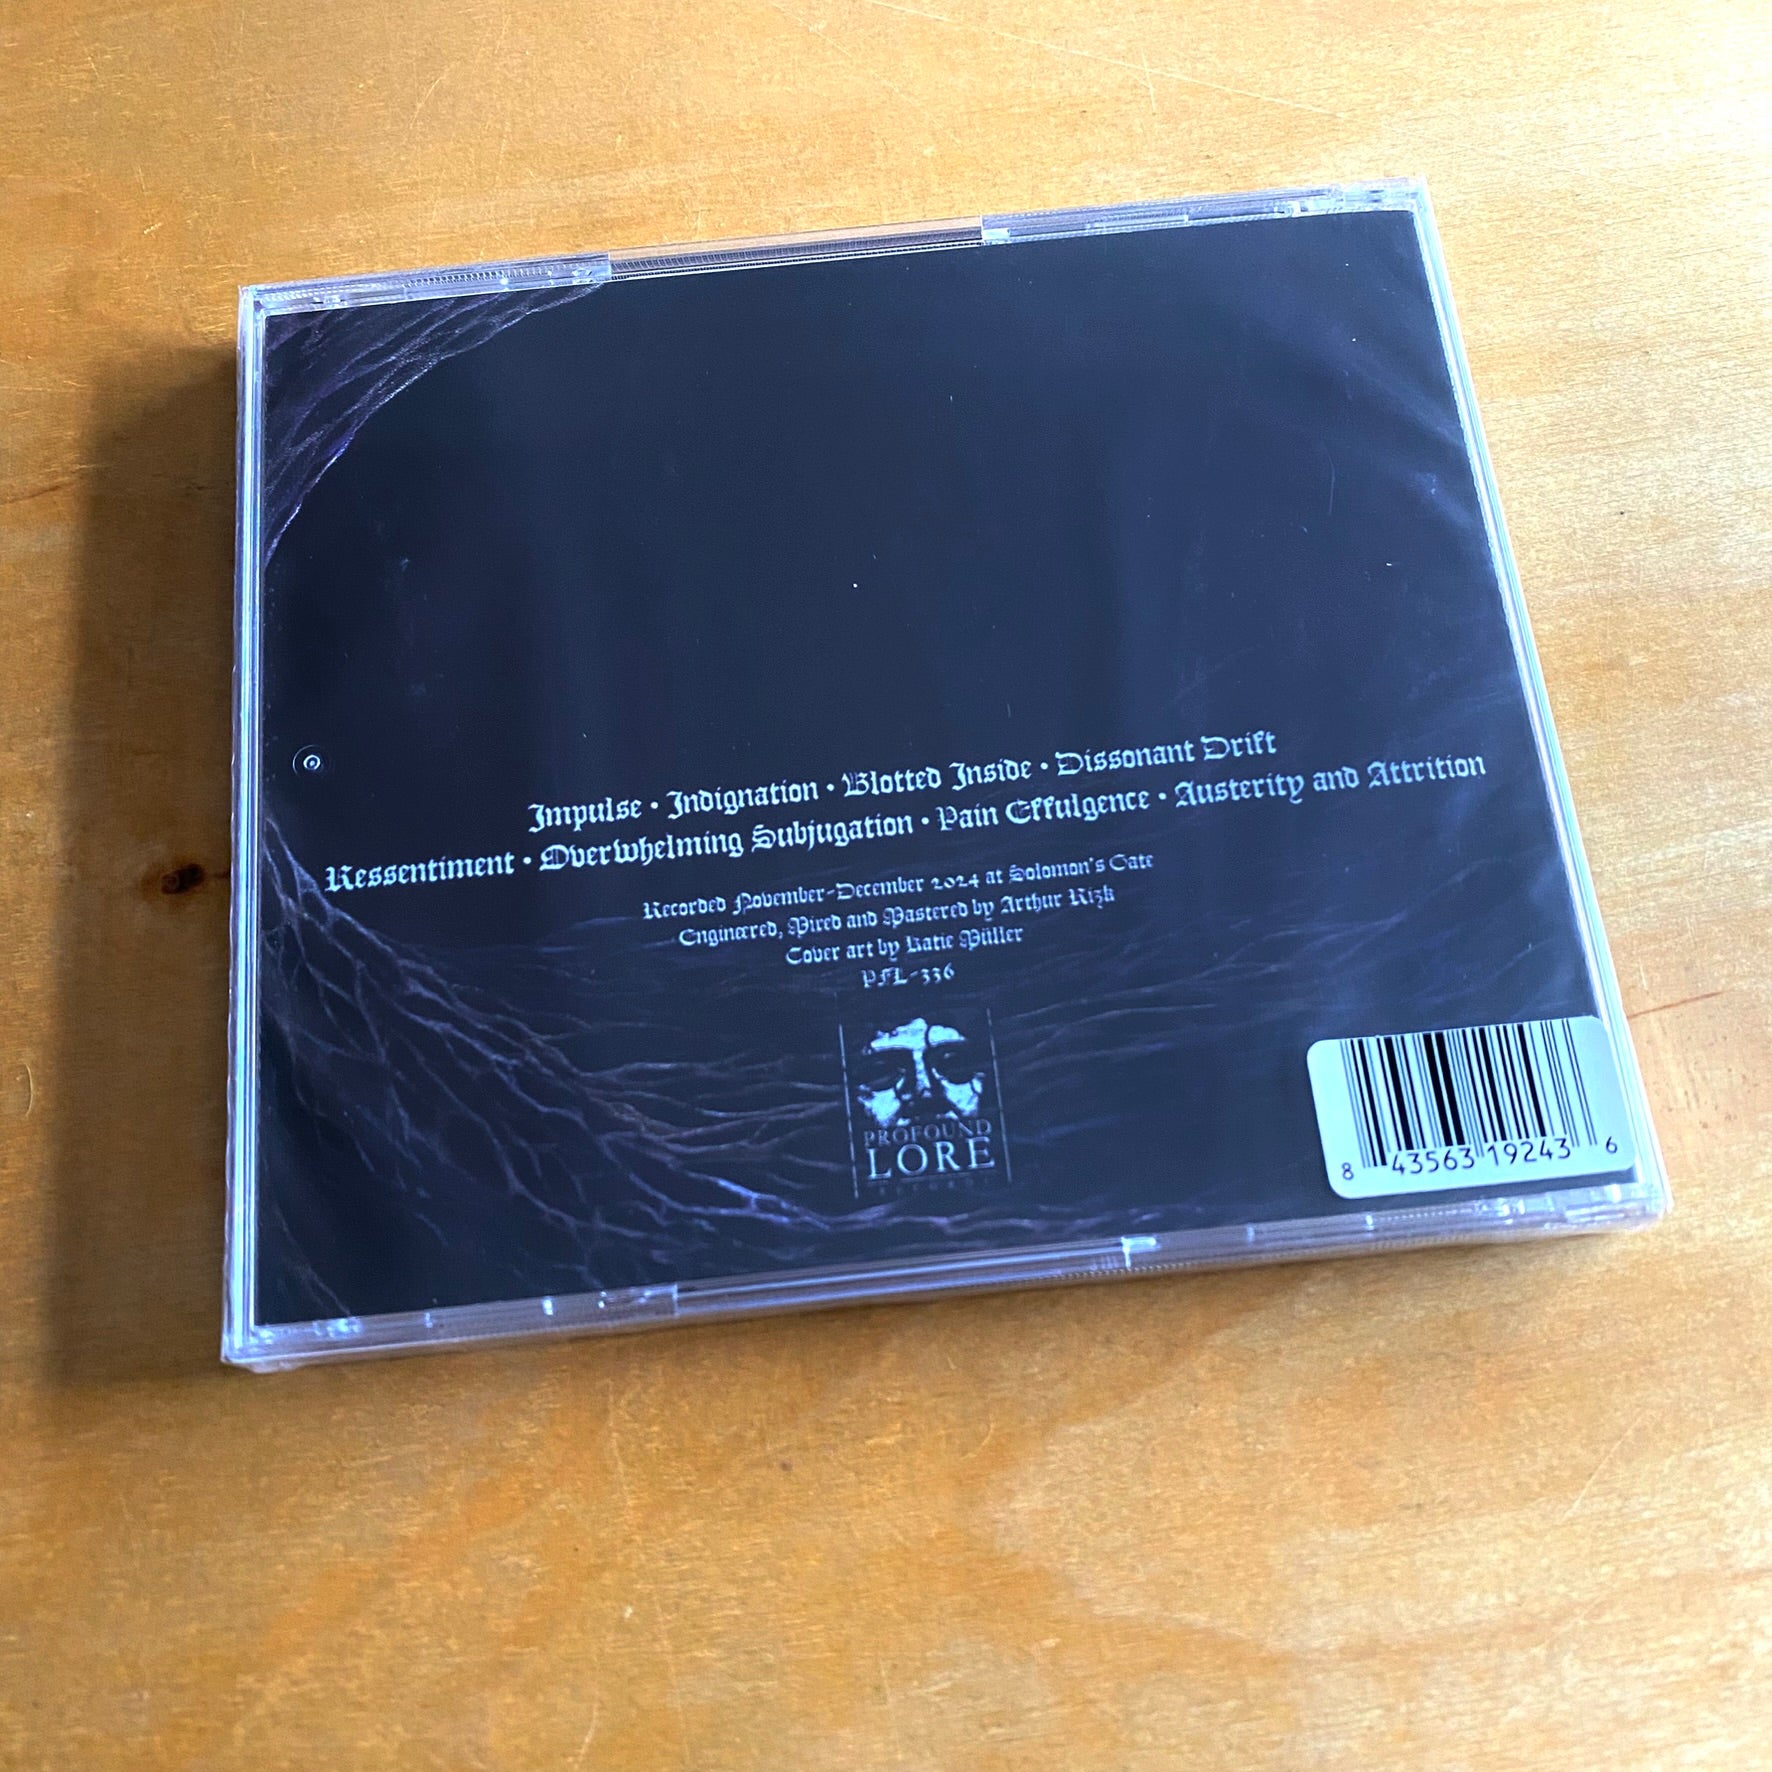 Impulse • Indignation • Blotted Inside • Dissonant Drift
Ressentiment • Overwhelming Subjugation • Pain Effulgence • Austerity and Attrition
Recorded November-December 2024 at Solomon's Gate
Engineered, Mixed and Mastered by Arthur Rizk
Cover art by Katie Müller
PFL-336
PROFOUND
LORE
RECORDS
8 43563 19243 6